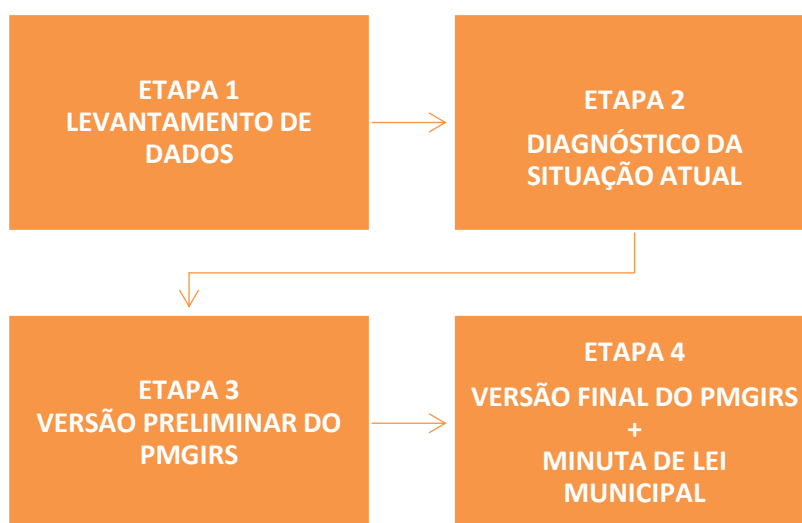 ETAPA 1
LEVANTAMENTO DE
DADOS
ETAPA 2
DIAGNÓSTICO DA
SITUAÇÃO ATUAL
ETAPA 3
VERSÃO PRELIMINAR DO
PMGIRS
ETAPA 4
VERSÃO FINAL DO PMGIRS
+
MINUTA DE LEI
MUNICIPAL